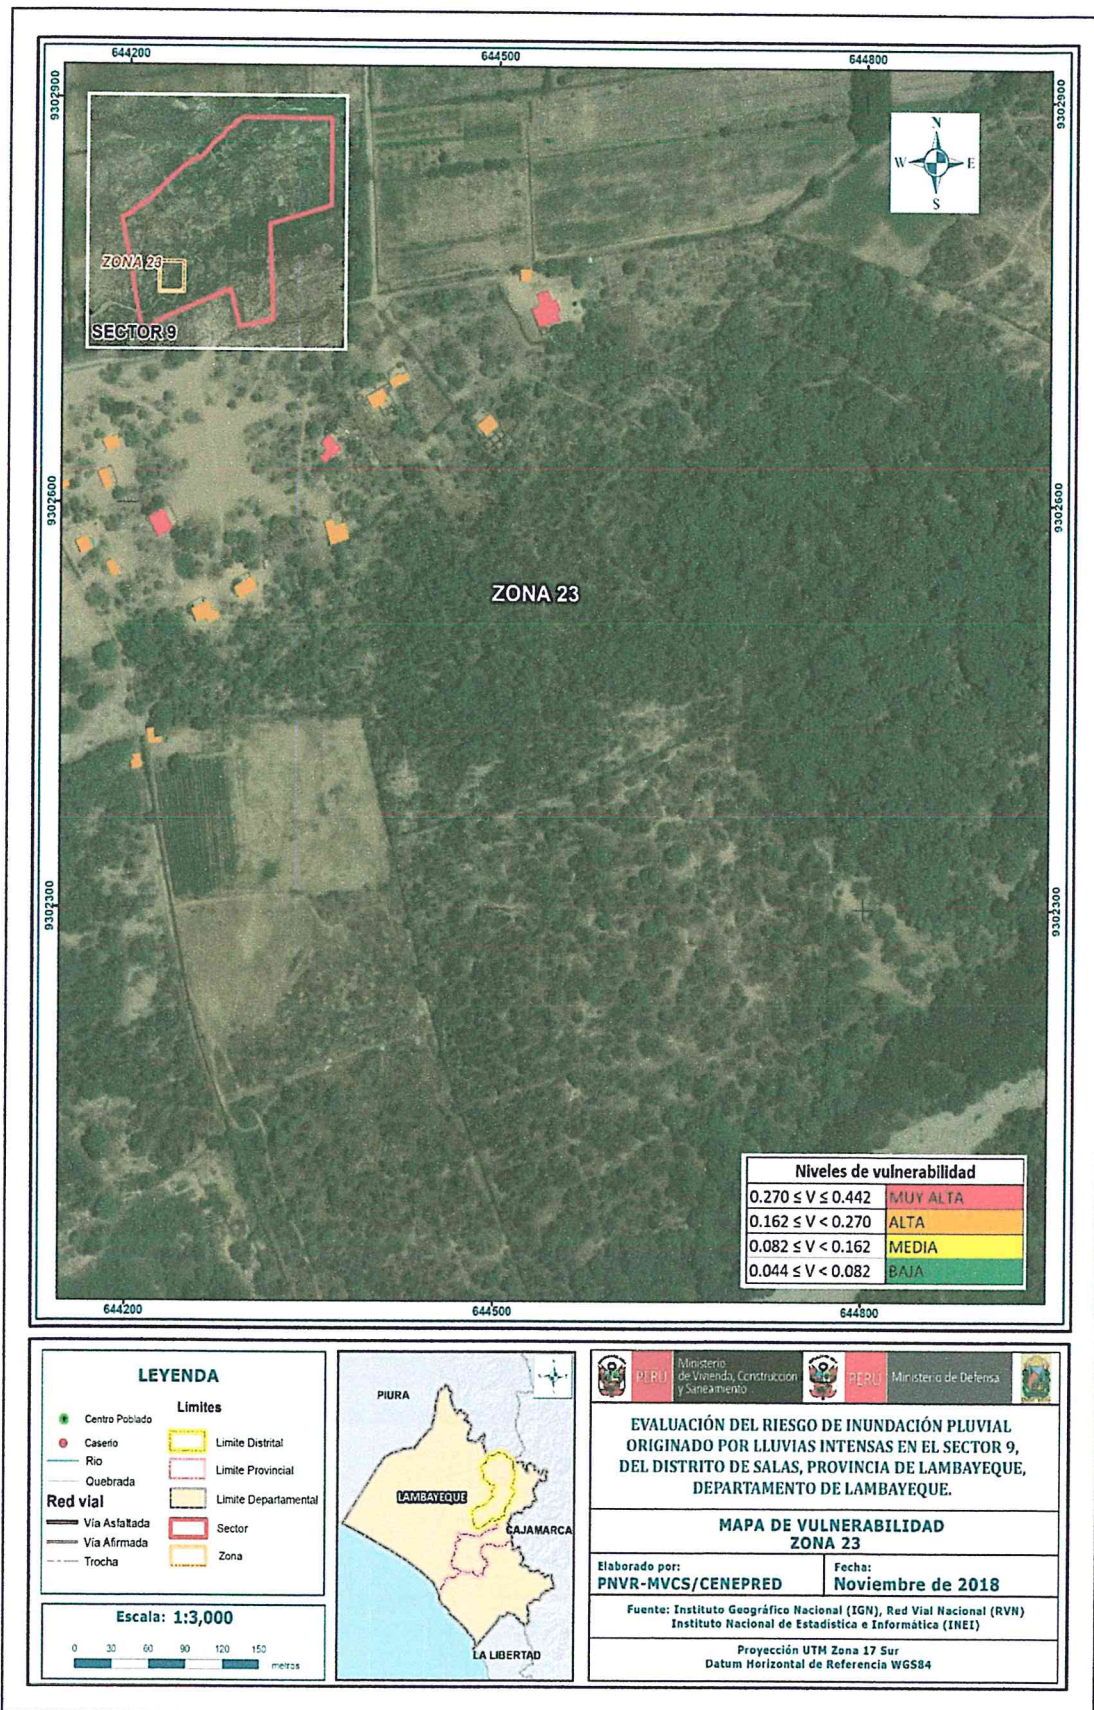 644200
644500
644800
9302900
9302900
N
W
E
S
ZONA 23
SECTOR 9
9302600
9302600
ZONA 23
9302300
9302300
Niveles de vulnerabilidad
0.270 ≤ V ≤ 0.442 MUY ALTA
0.162 ≤ V < 0.270 ALTA
0.082 ≤ V < 0.162 MEDIA
0.044 ≤ V < 0.082 BAJA
644200
644500
644800
LEYENDA
Centro Poblado
Caserio
Rio
Quebrada
Red vial
Vía Asfaltada
Vía Afirmada
Trocha
Limites
Limite Distrital
Limite Provincial
Limite Departamental
Sector
Zona
Escala: 1:3,000
0 30 60 90 120 150
metros
PIURA
LAMBAYEQUE
CAJAMARCA
LA LIBERTAD
PERÚ
Ministerio
de Vivienda, Construcción
y Saneamiento
PERÚ
Ministerio de Defensa
EVALUACIÓN DEL RIESGO DE INUNDACIÓN PLUVIAL
ORIGINADO POR LLUVIAS INTENSAS EN EL SECTOR 9,
DEL DISTRITO DE SALAS, PROVINCIA DE LAMBAYEQUE,
DEPARTAMENTO DE LAMBAYEQUE.
MAPA DE VULNERABILIDAD
ZONA 23
Elaborado por:
PNVR-MVCS/CENEPRED
Fecha:
Noviembre de 2018
Fuente: Instituto Geográfico Nacional (IGN), Red Vial Nacional (RVN)
Instituto Nacional de Estadística e Informática (INEI)
Proyección UTM Zona 17 Sur
Datum Horizontal de Referencia WGS84